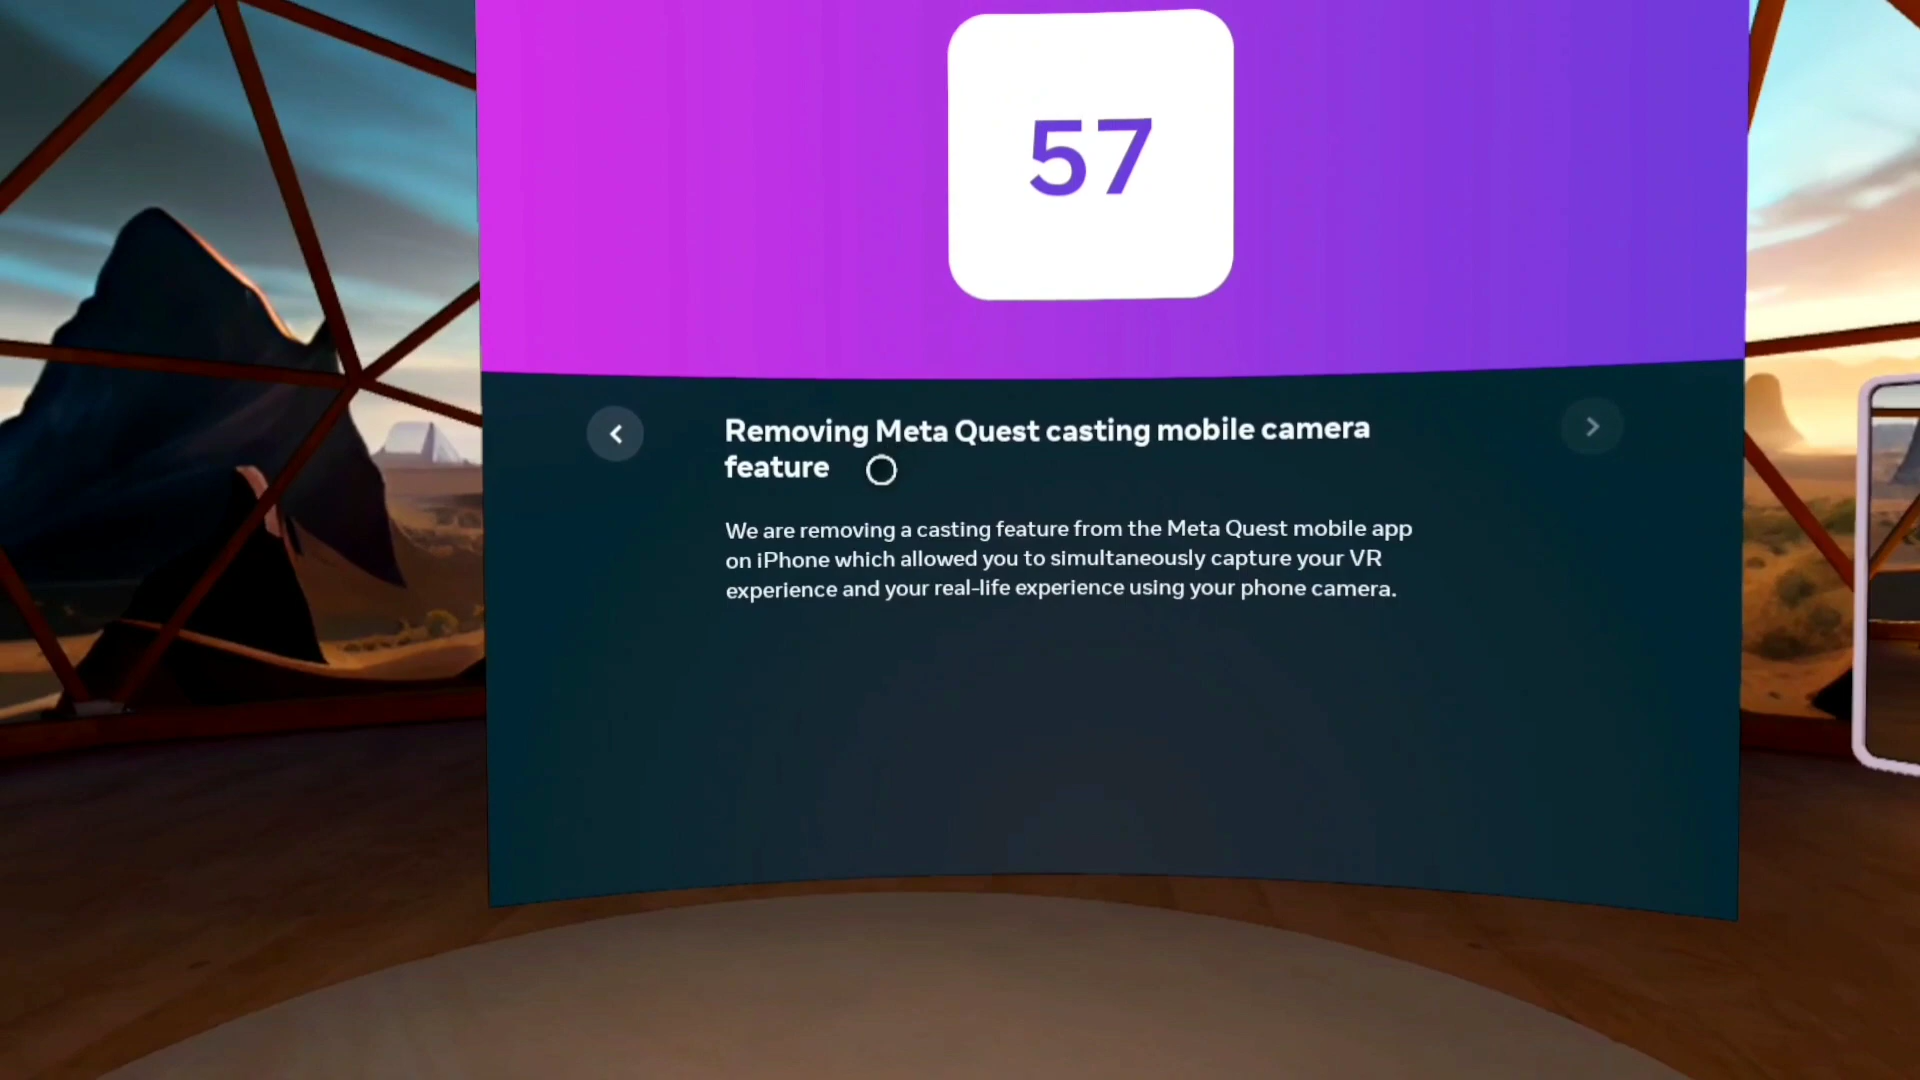 57
Removing Meta Quest casting mobile camera
feature
We are removing a casting feature from the Meta Quest mobile app
on iPhone which allowed you to simultaneously capture your VR
experience and your real-life experience using your phone camera.